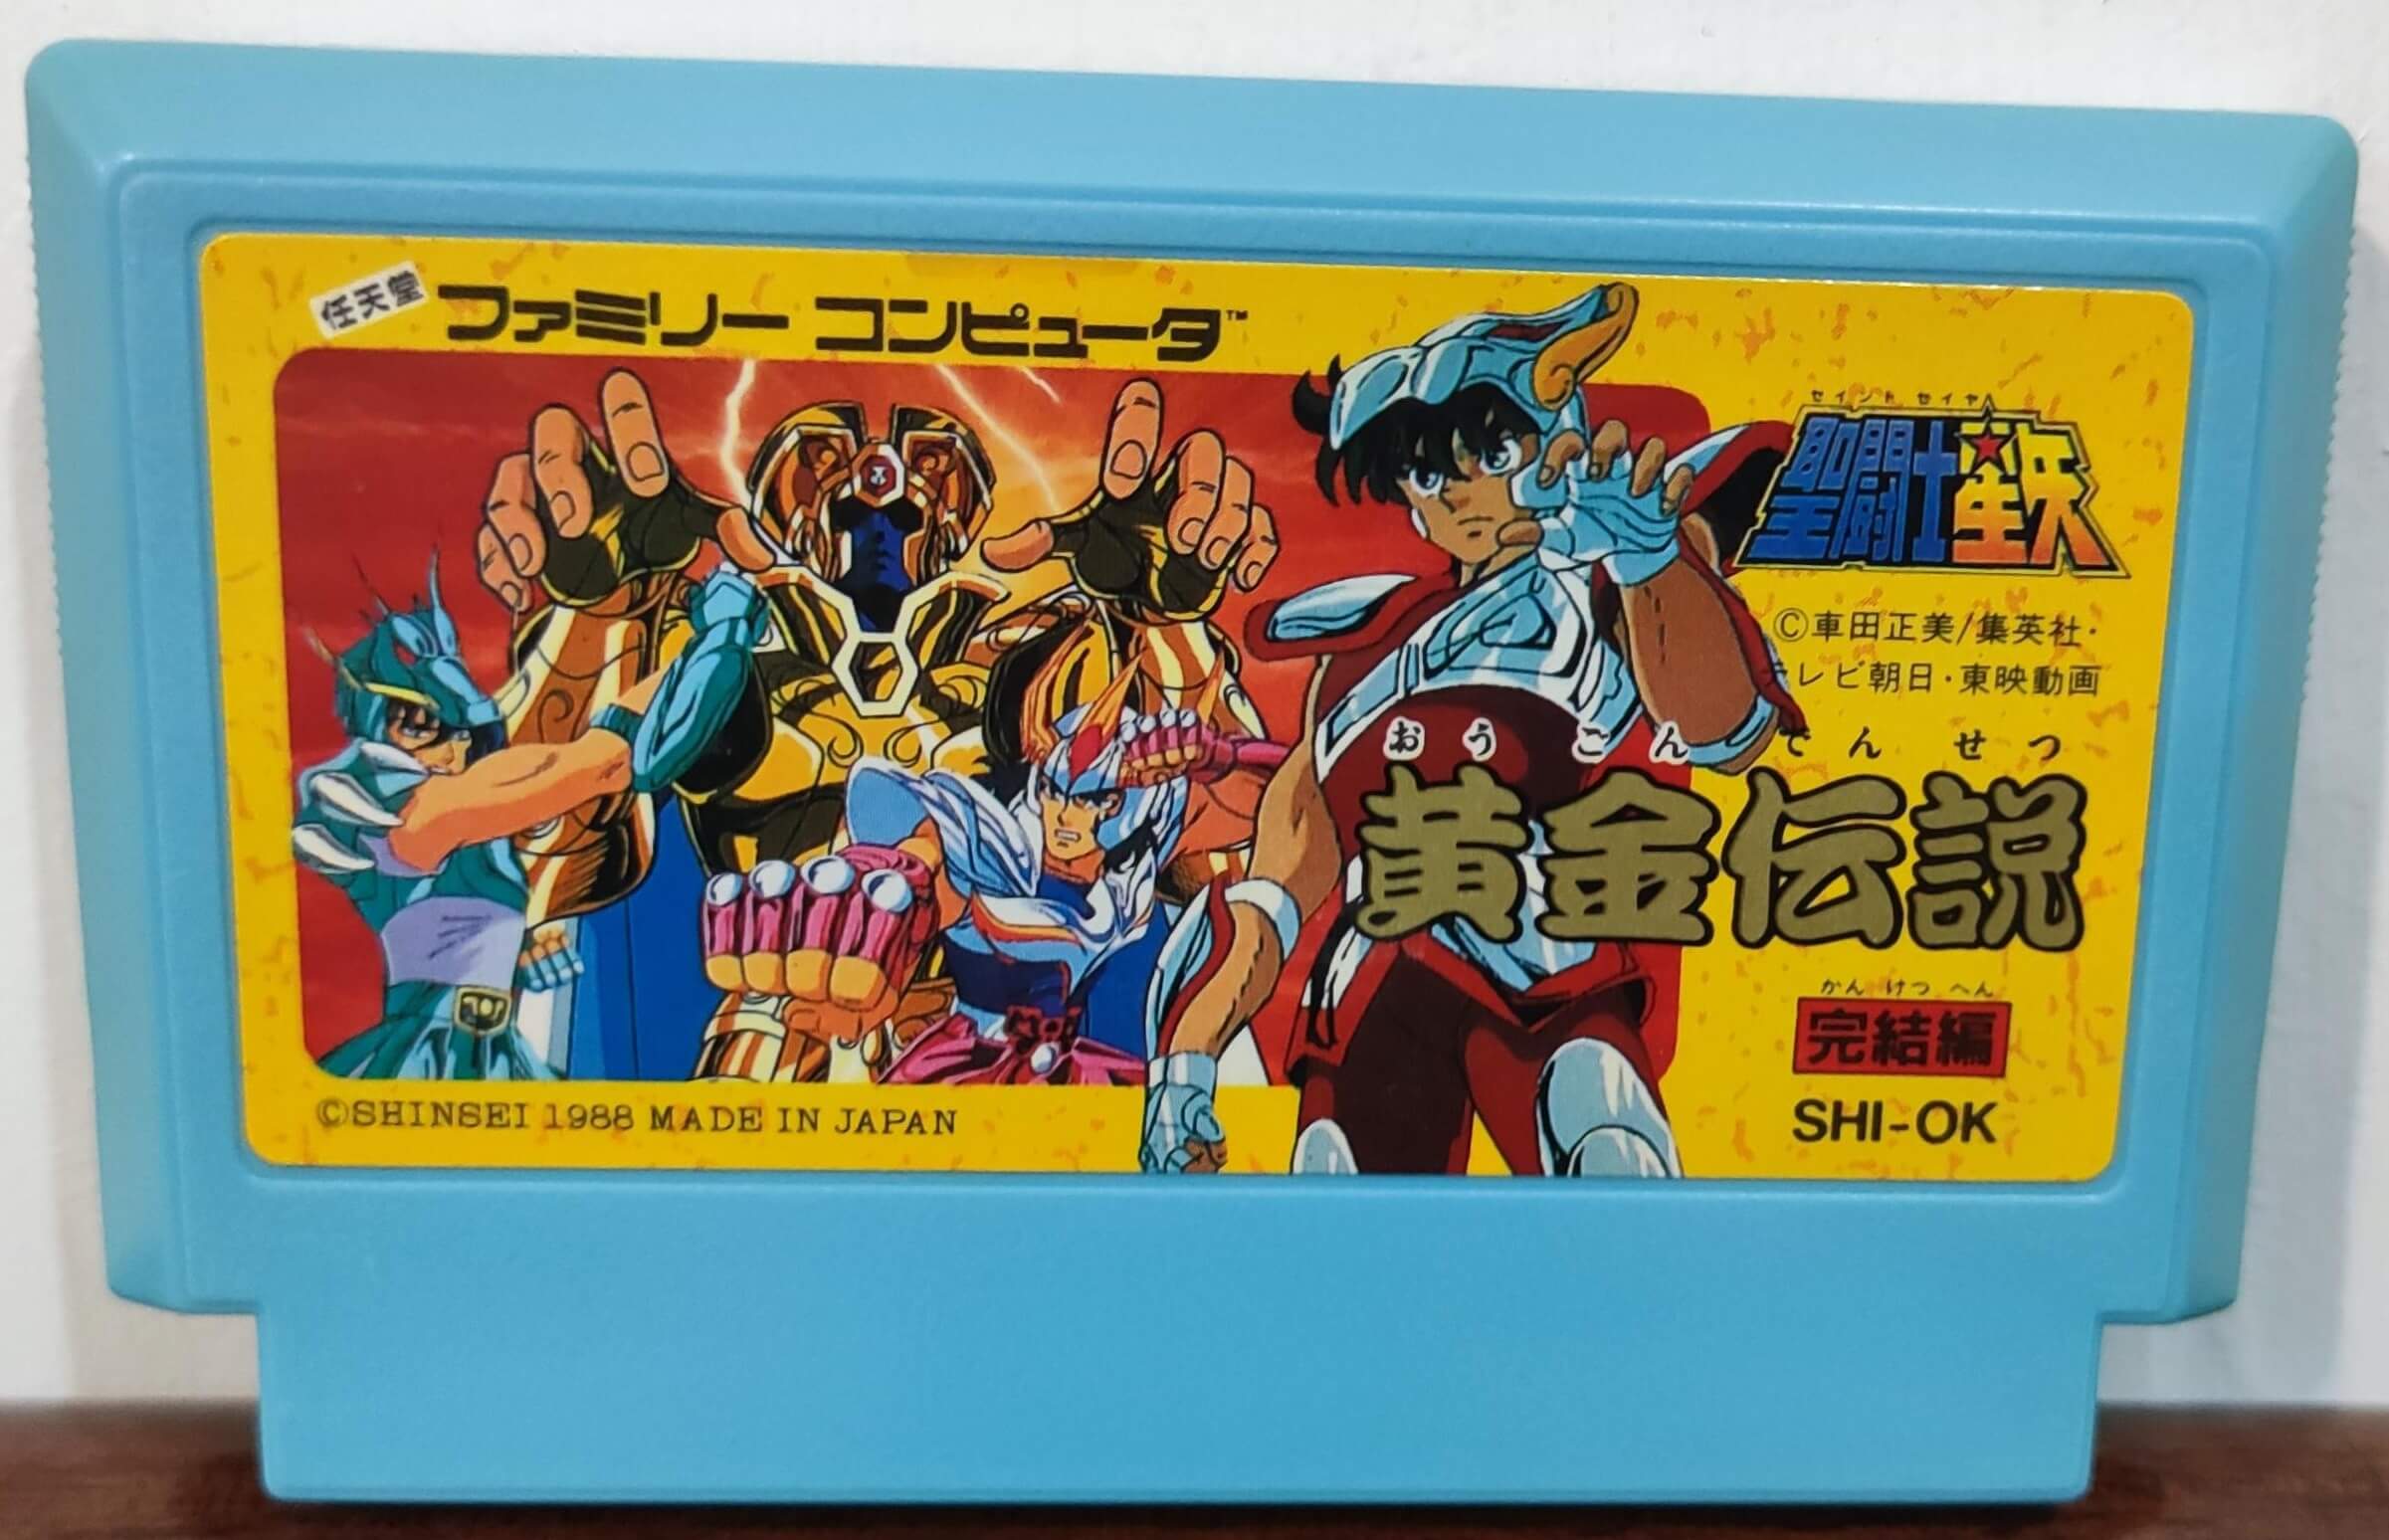 任天堂 ファミリー コンピュータ™
セイント セイヤ
聖闘士星矢
©車田正美/集英社・
テレビ朝日・東映動画
おうごんでんせつ
黄金伝説
かんけつへん
完結編
SHI-OK
©SHINSEI 1988 MADE IN JAPAN